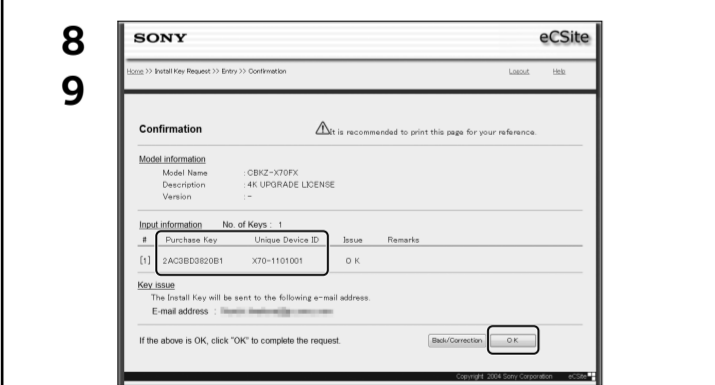 8
9
SONY
eCSite
Home >> Install Key Request >> Entry >> Confirmation
Logout Help
Confirmation
It is recommended to print this page for your reference.
Model information
Model Name : CBKZ-X70FX
Description : 4K UPGRADE LICENSE
Version : -
Input information No. of Keys : 1
# Purchase Key Unique Device ID Issue Remarks
[1] 2AC3BD3820B1 X70-1101001 O K
Key issue
The Install Key will be sent to the following e-mail address.
E-mail address :
If the above is OK, click "OK" to complete the request.
Back/Correction O K
Copyright 2004 Sony Corporation eCSite